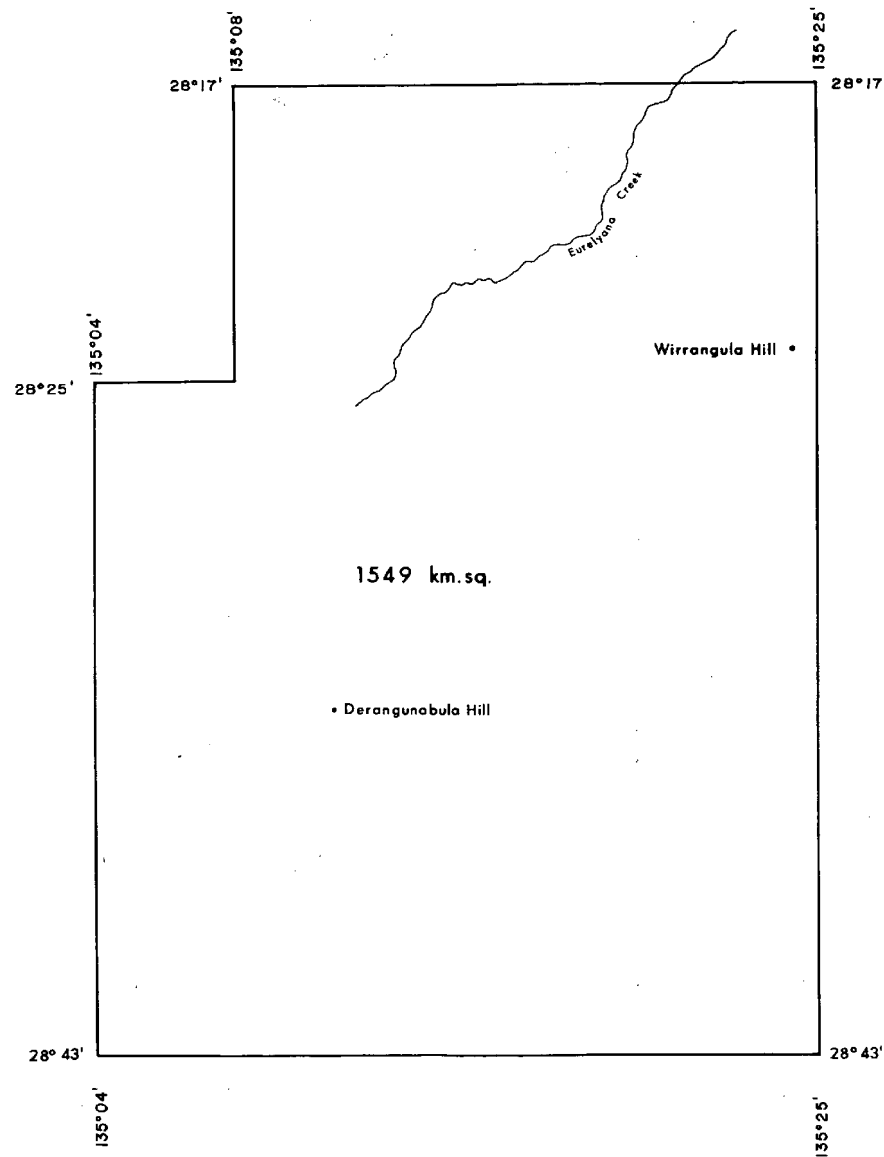 135°08'
135°25'
28°17'
28°17
Eurelyana Creek
135°04'
Wirrangula Hill
28°25'
1549 km.sq.
Derangunabula Hill
28°43'
28°43'
135°04'
135°25'